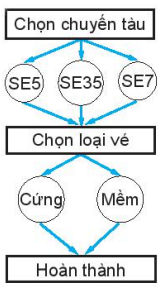 Chọn chuyến tàu
SE5 SE35 SE7
Chọn loại vé
Cứng Mềm
Hoàn thành